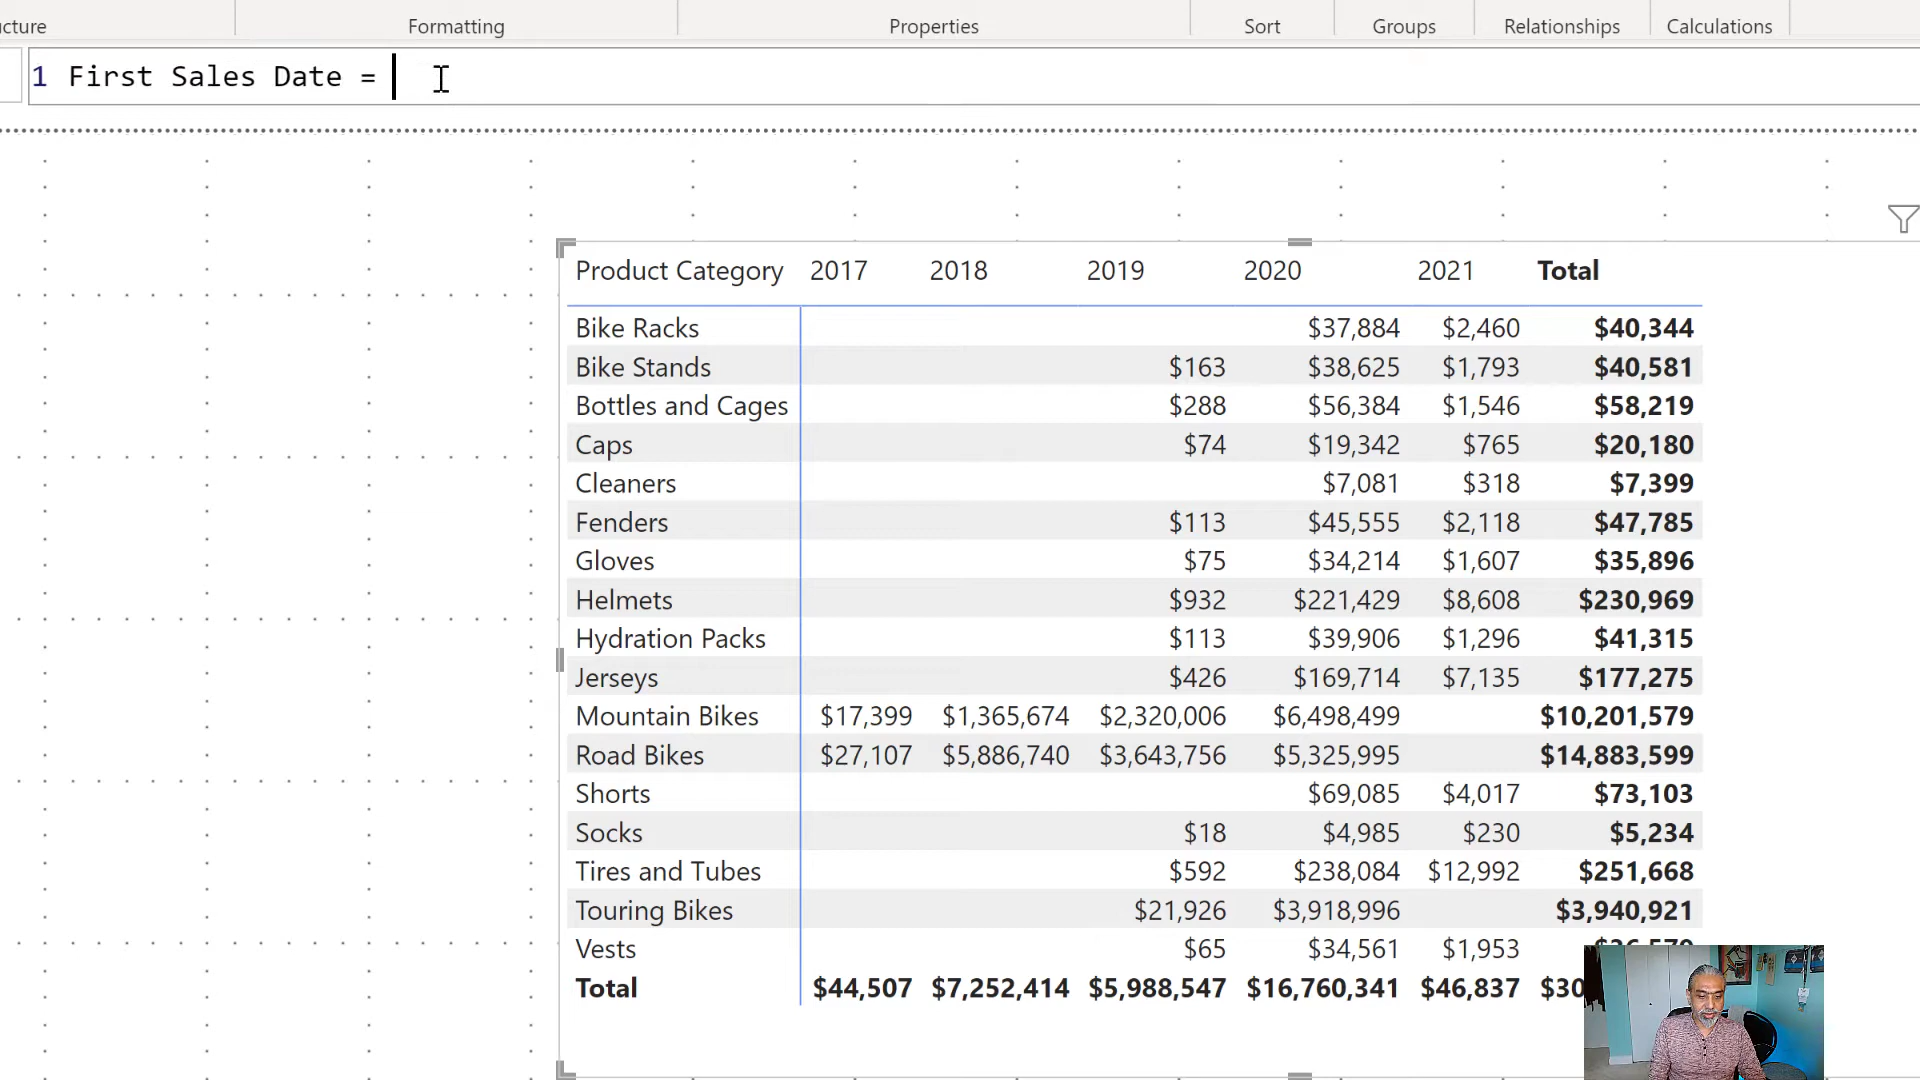 cture Formatting Properties Sort Groups Relationships Calculations
1 First Sales Date =
Product Category 2017 2018 2019 2020 2021 Total
Bike Racks $37,884 $2,460 $40,344
Bike Stands $163 $38,625 $1,793 $40,581
Bottles and Cages $288 $56,384 $1,546 $58,219
Caps $74 $19,342 $765 $20,180
Cleaners $7,081 $318 $7,399
Fenders $113 $45,555 $2,118 $47,785
Gloves $75 $34,214 $1,607 $35,896
Helmets $932 $221,429 $8,608 $230,969
Hydration Packs $113 $39,906 $1,296 $41,315
Jerseys $426 $169,714 $7,135 $177,275
Mountain Bikes $17,399 $1,365,674 $2,320,006 $6,498,499 $10,201,579
Road Bikes $27,107 $5,886,740 $3,643,756 $5,325,995 $14,883,599
Shorts $69,085 $4,017 $73,103
Socks $18 $4,985 $230 $5,234
Tires and Tubes $592 $238,084 $12,992 $251,668
Touring Bikes $21,926 $3,918,996 $3,940,921
Vests $65 $34,561 $1,953
Total $44,507 $7,252,414 $5,988,547 $16,760,341 $46,837 $30